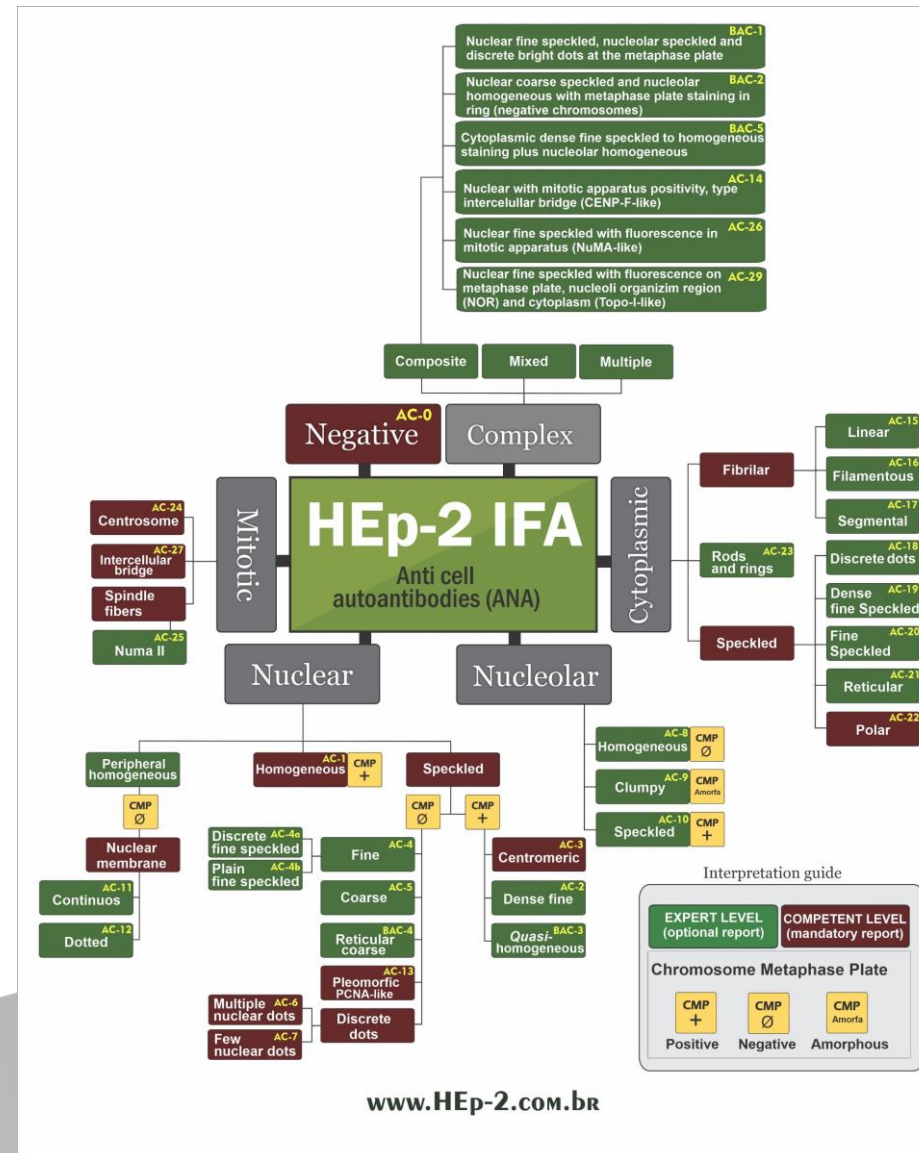 BAC-1
Nuclear fine speckled, nucleolar speckled and
discrete bright dots at the metaphase plate
BAC-2
Nuclear coarse speckled and nucleolar
homogeneous with metaphase plate staining in
ring (negative chromosomes)
BAC-5
Cytoplasmic dense fine speckled to homogeneous
staining plus nucleolar homogeneous
AC-14
Nuclear with mitotic apparatus positivity, type
intercelullar bridge (CENP-F-like)
AC-26
Nuclear fine speckled with fluorescence in
mitotic apparatus (NuMA-like)
AC-29
Nuclear fine speckled with fluorescence on
metaphase plate, nucleoli organizim region
(NOR) and cytoplasm (Topo-I-like)
Composite
Mixed
Multiple
AC-0
Negative
Complex
HEp-2 IFA
Anti cell
autoantibodies (ANA)
Mitotic
AC-24
Centrosome
AC-27
Intercellular
bridge
Spindle
fibers
AC-25
Numa II
Cytoplasmic
Fibrilar
AC-15
Linear
AC-16
Filamentous
AC-17
Segmental
AC-23
Rods
and rings
Speckled
AC-18
Discrete dots
AC-19
Dense
fine Speckled
AC-20
Fine
Speckled
AC-21
Reticular
AC-22
Polar
Nuclear
Peripheral
homogeneous
CMP
Ø
Nuclear
membrane
AC-11
Continuos
AC-12
Dotted
AC-1
Homogeneous
CMP
+
Speckled
CMP
Ø
CMP
+
AC-4
Fine
AC-4a
Discrete
fine speckled
AC-4b
Plain
fine speckled
AC-5
Coarse
BAC-4
Reticular
coarse
AC-13
Pleomorfic
PCNA-like
Discrete
dots
AC-6
Multiple
nuclear dots
AC-7
Few
nuclear dots
AC-3
Centromeric
AC-2
Dense fine
BAC-3
Quasi-
homogeneous
Nucleolar
AC-8
Homogeneous
CMP
Ø
AC-9
Clumpy
CMP
Amorfa
AC-10
Speckled
CMP
+
Interpretation guide
EXPERT LEVEL
(optional report)
COMPETENT LEVEL
(mandatory report)
Chromosome Metaphase Plate
CMP
+
Positive
CMP
Ø
Negative
CMP
Amorfa
Amorphous
www.HEp-2.com.br